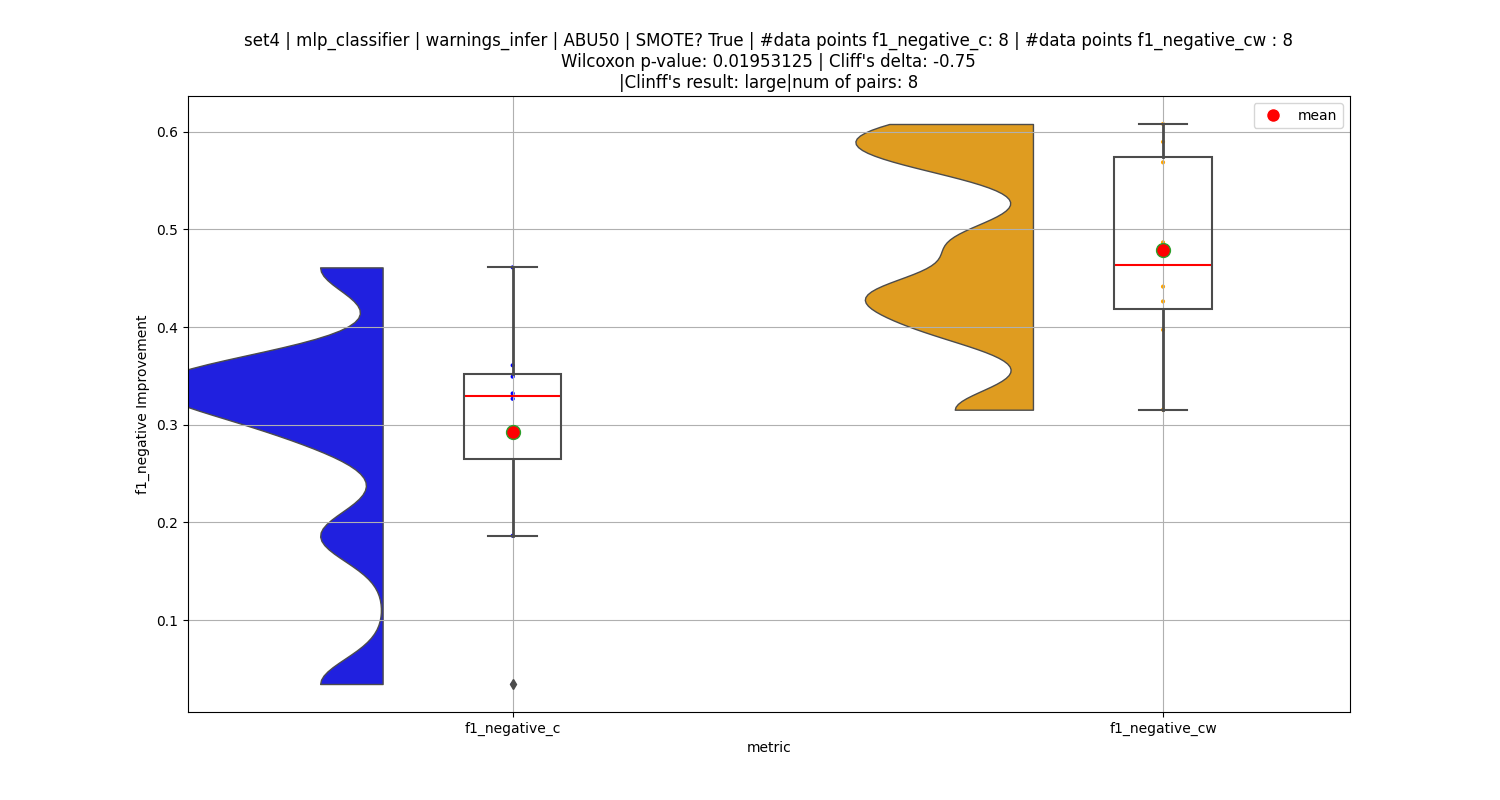 set4 | mlp_classifier | warnings_infer | ABU50 | SMOTE? True | #data points f1_negative_c: 8 | #data points f1_negative_cw : 8
Wilcoxon p-value: 0.01953125 | Cliff's delta: -0.75
|Clinff's result: large|num of pairs: 8
mean
0.6
0.5
0.4
0.3
0.2
0.1
f1_negative Improvement
f1_negative_c
f1_negative_cw
metric